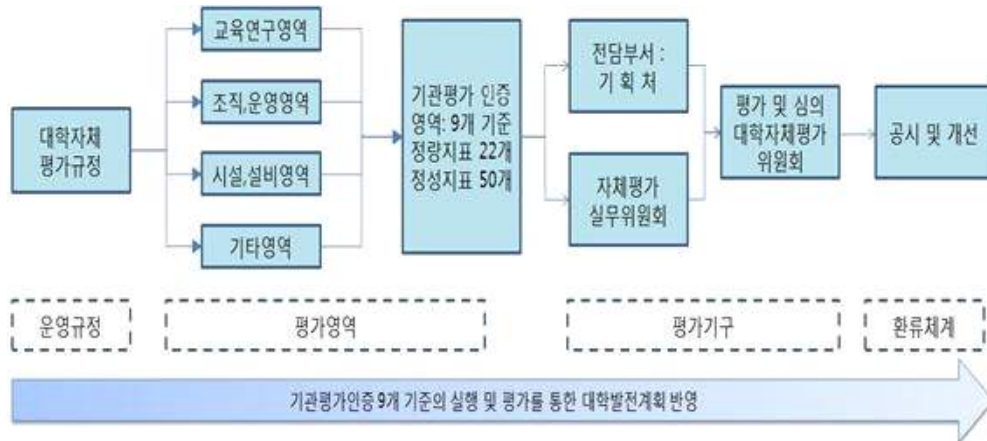 대학자체
평가규정
교육연구영역
조직,운영영역
시설,설비영역
기타영역
기관평가 인증
영역: 9개 기준
정량지표 22개
정성지표 50개
전담부서 :
기 획 처
자체평가
실무위원회
평가 및 심의
대학자체평가
위원회
공시 및 개선
운영규정
평가영역
평가기구
환류체계
기관평가인증 9개 기준의 실행 및 평가를 통한 대학발전계획 반영